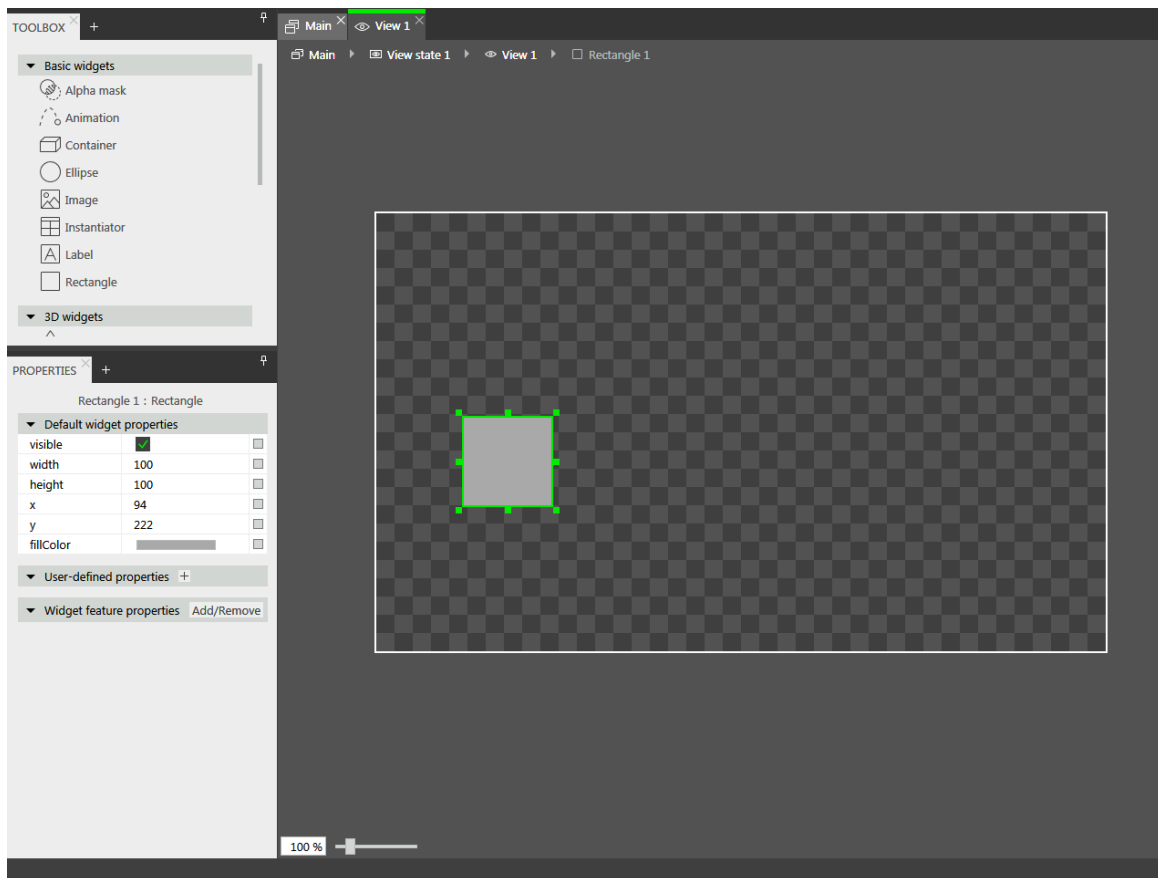 TOOLBOX
Main
View 1
Main
View state 1
View 1
Rectangle 1
Basic widgets
Alpha mask
Animation
Container
Ellipse
Image
Instantiator
Label
Rectangle
3D widgets
PROPERTIES
Rectangle 1 : Rectangle
Default widget properties
visible
width 100
height 100
x 94
y 222
fillColor
User-defined properties
Widget feature properties Add/Remove
100 %